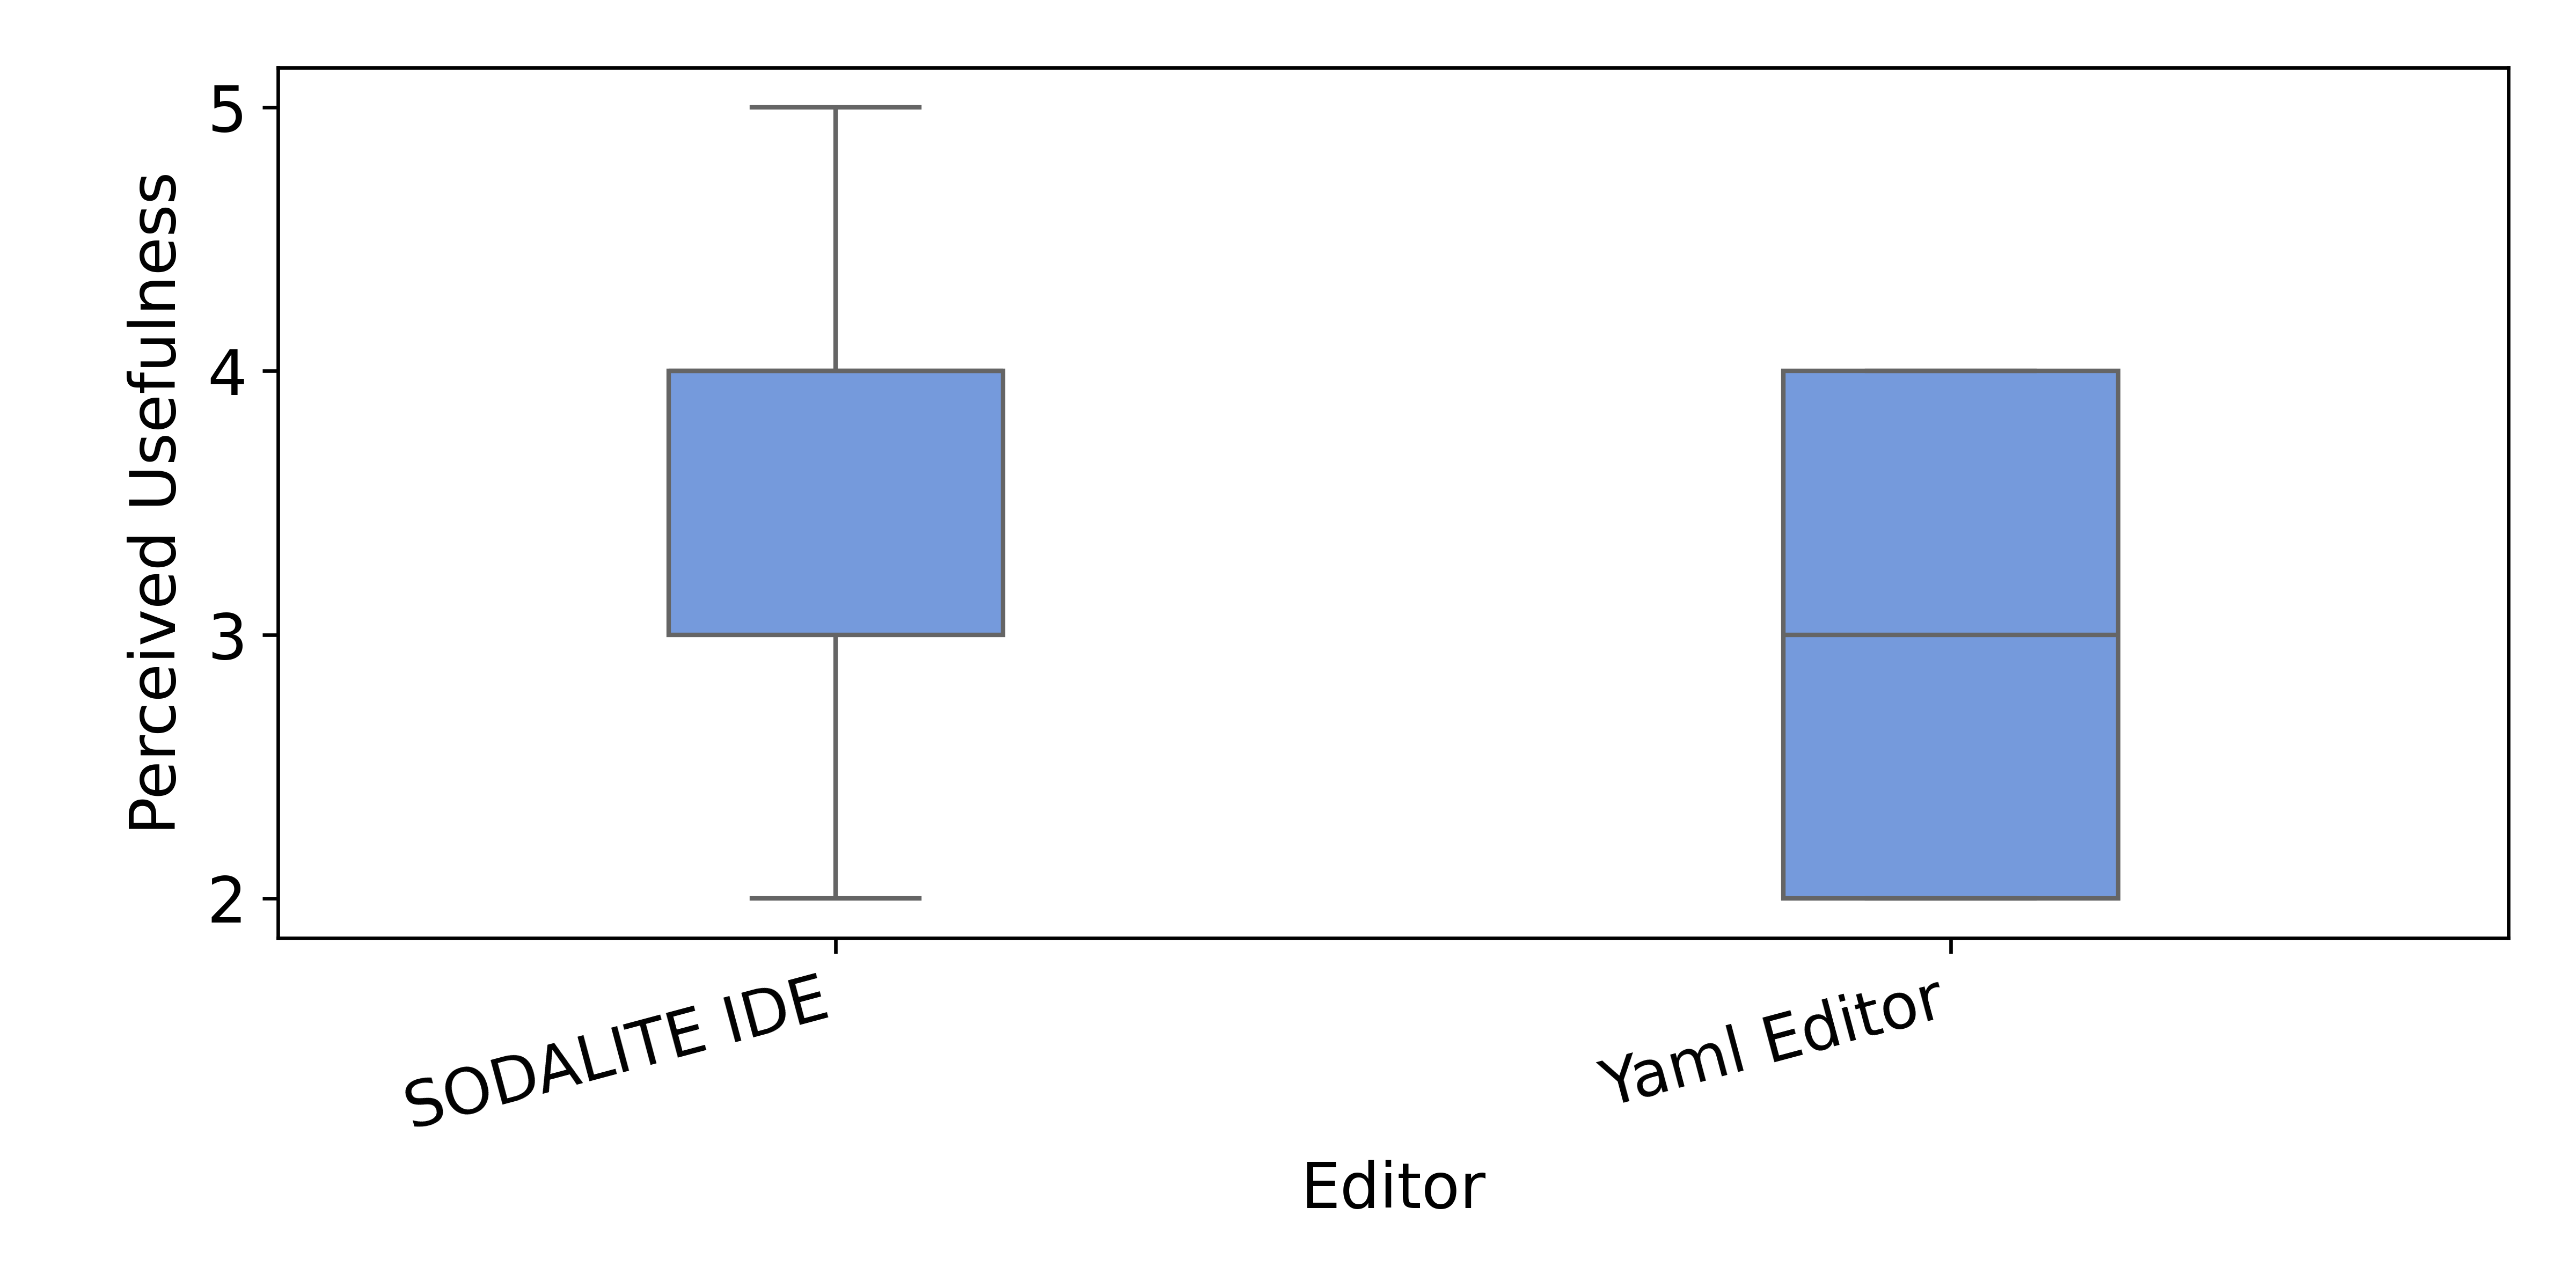 Perceived Usefulness
5
4
3
2
SODALITE IDE
Yaml Editor
Editor